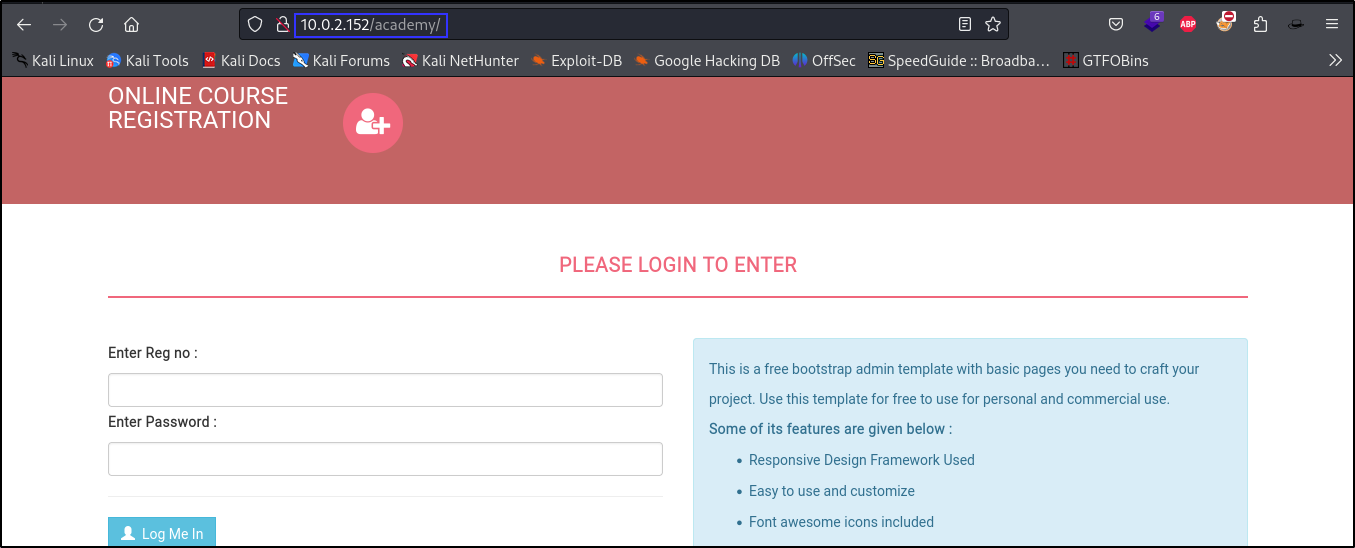 10.0.2.152/academy/
6
ABP
Kali Linux Kali Tools Kali Docs Kali Forums Kali NetHunter Exploit-DB Google Hacking DB OffSec SG SpeedGuide :: Broadba… GTFOBins
ONLINE COURSE
REGISTRATION
PLEASE LOGIN TO ENTER
Enter Reg no :
Enter Password :
Log Me In
This is a free bootstrap admin template with basic pages you need to craft your
project. Use this template for free to use for personal and commercial use.
Some of its features are given below :
• Responsive Design Framework Used
• Easy to use and customize
• Font awesome icons included